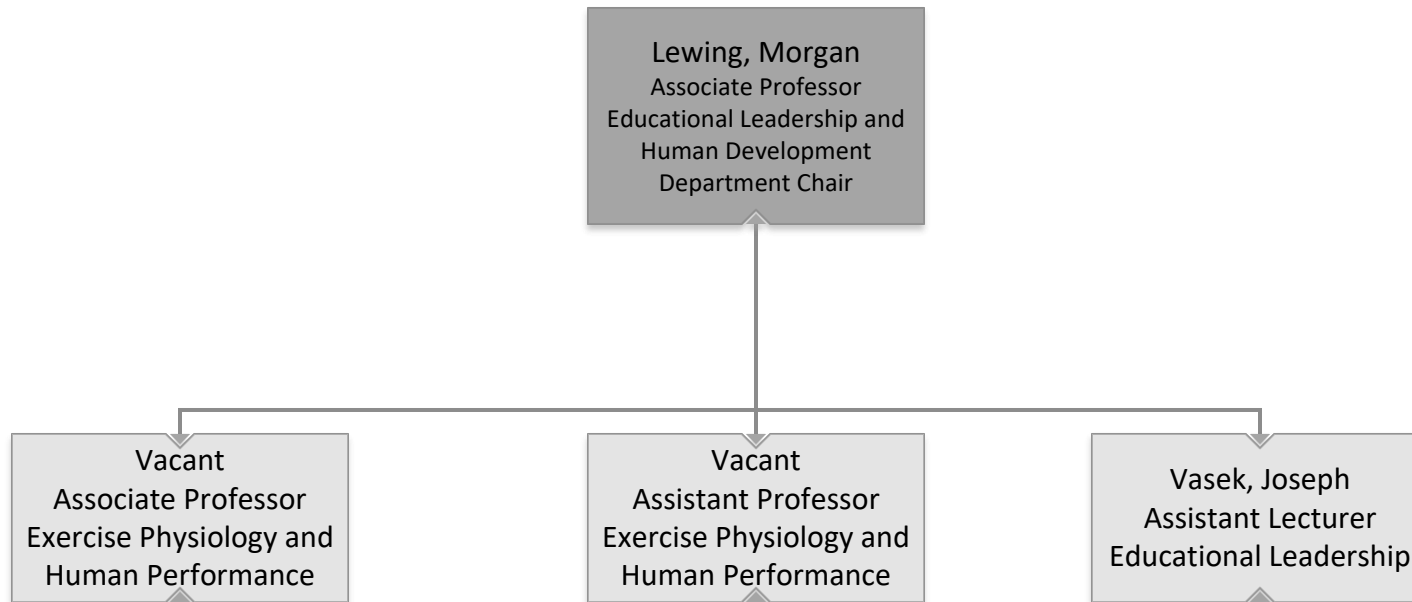 Lewing, Morgan
Associate Professor
Educational Leadership and
Human Development
Department Chair
Vacant
Associate Professor
Exercise Physiology and
Human Performance
Vacant
Assistant Professor
Exercise Physiology and
Human Performance
Vasek, Joseph
Assistant Lecturer
Educational Leadership